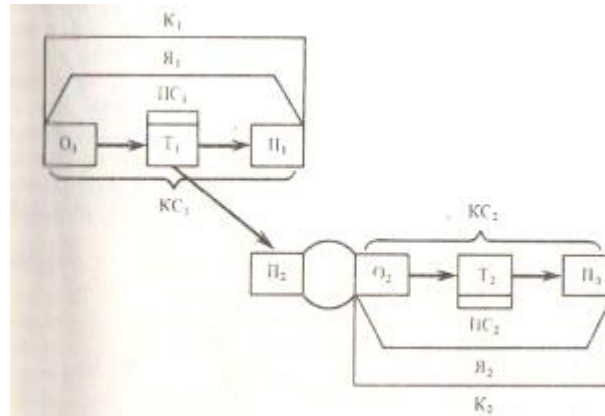 К₁
Я₁
ПС₁
О₁ Т₁ П₁
КС₁
КС₂
П₂ О₂ Т₂ П₃
ПС₂
Я₂
К₂